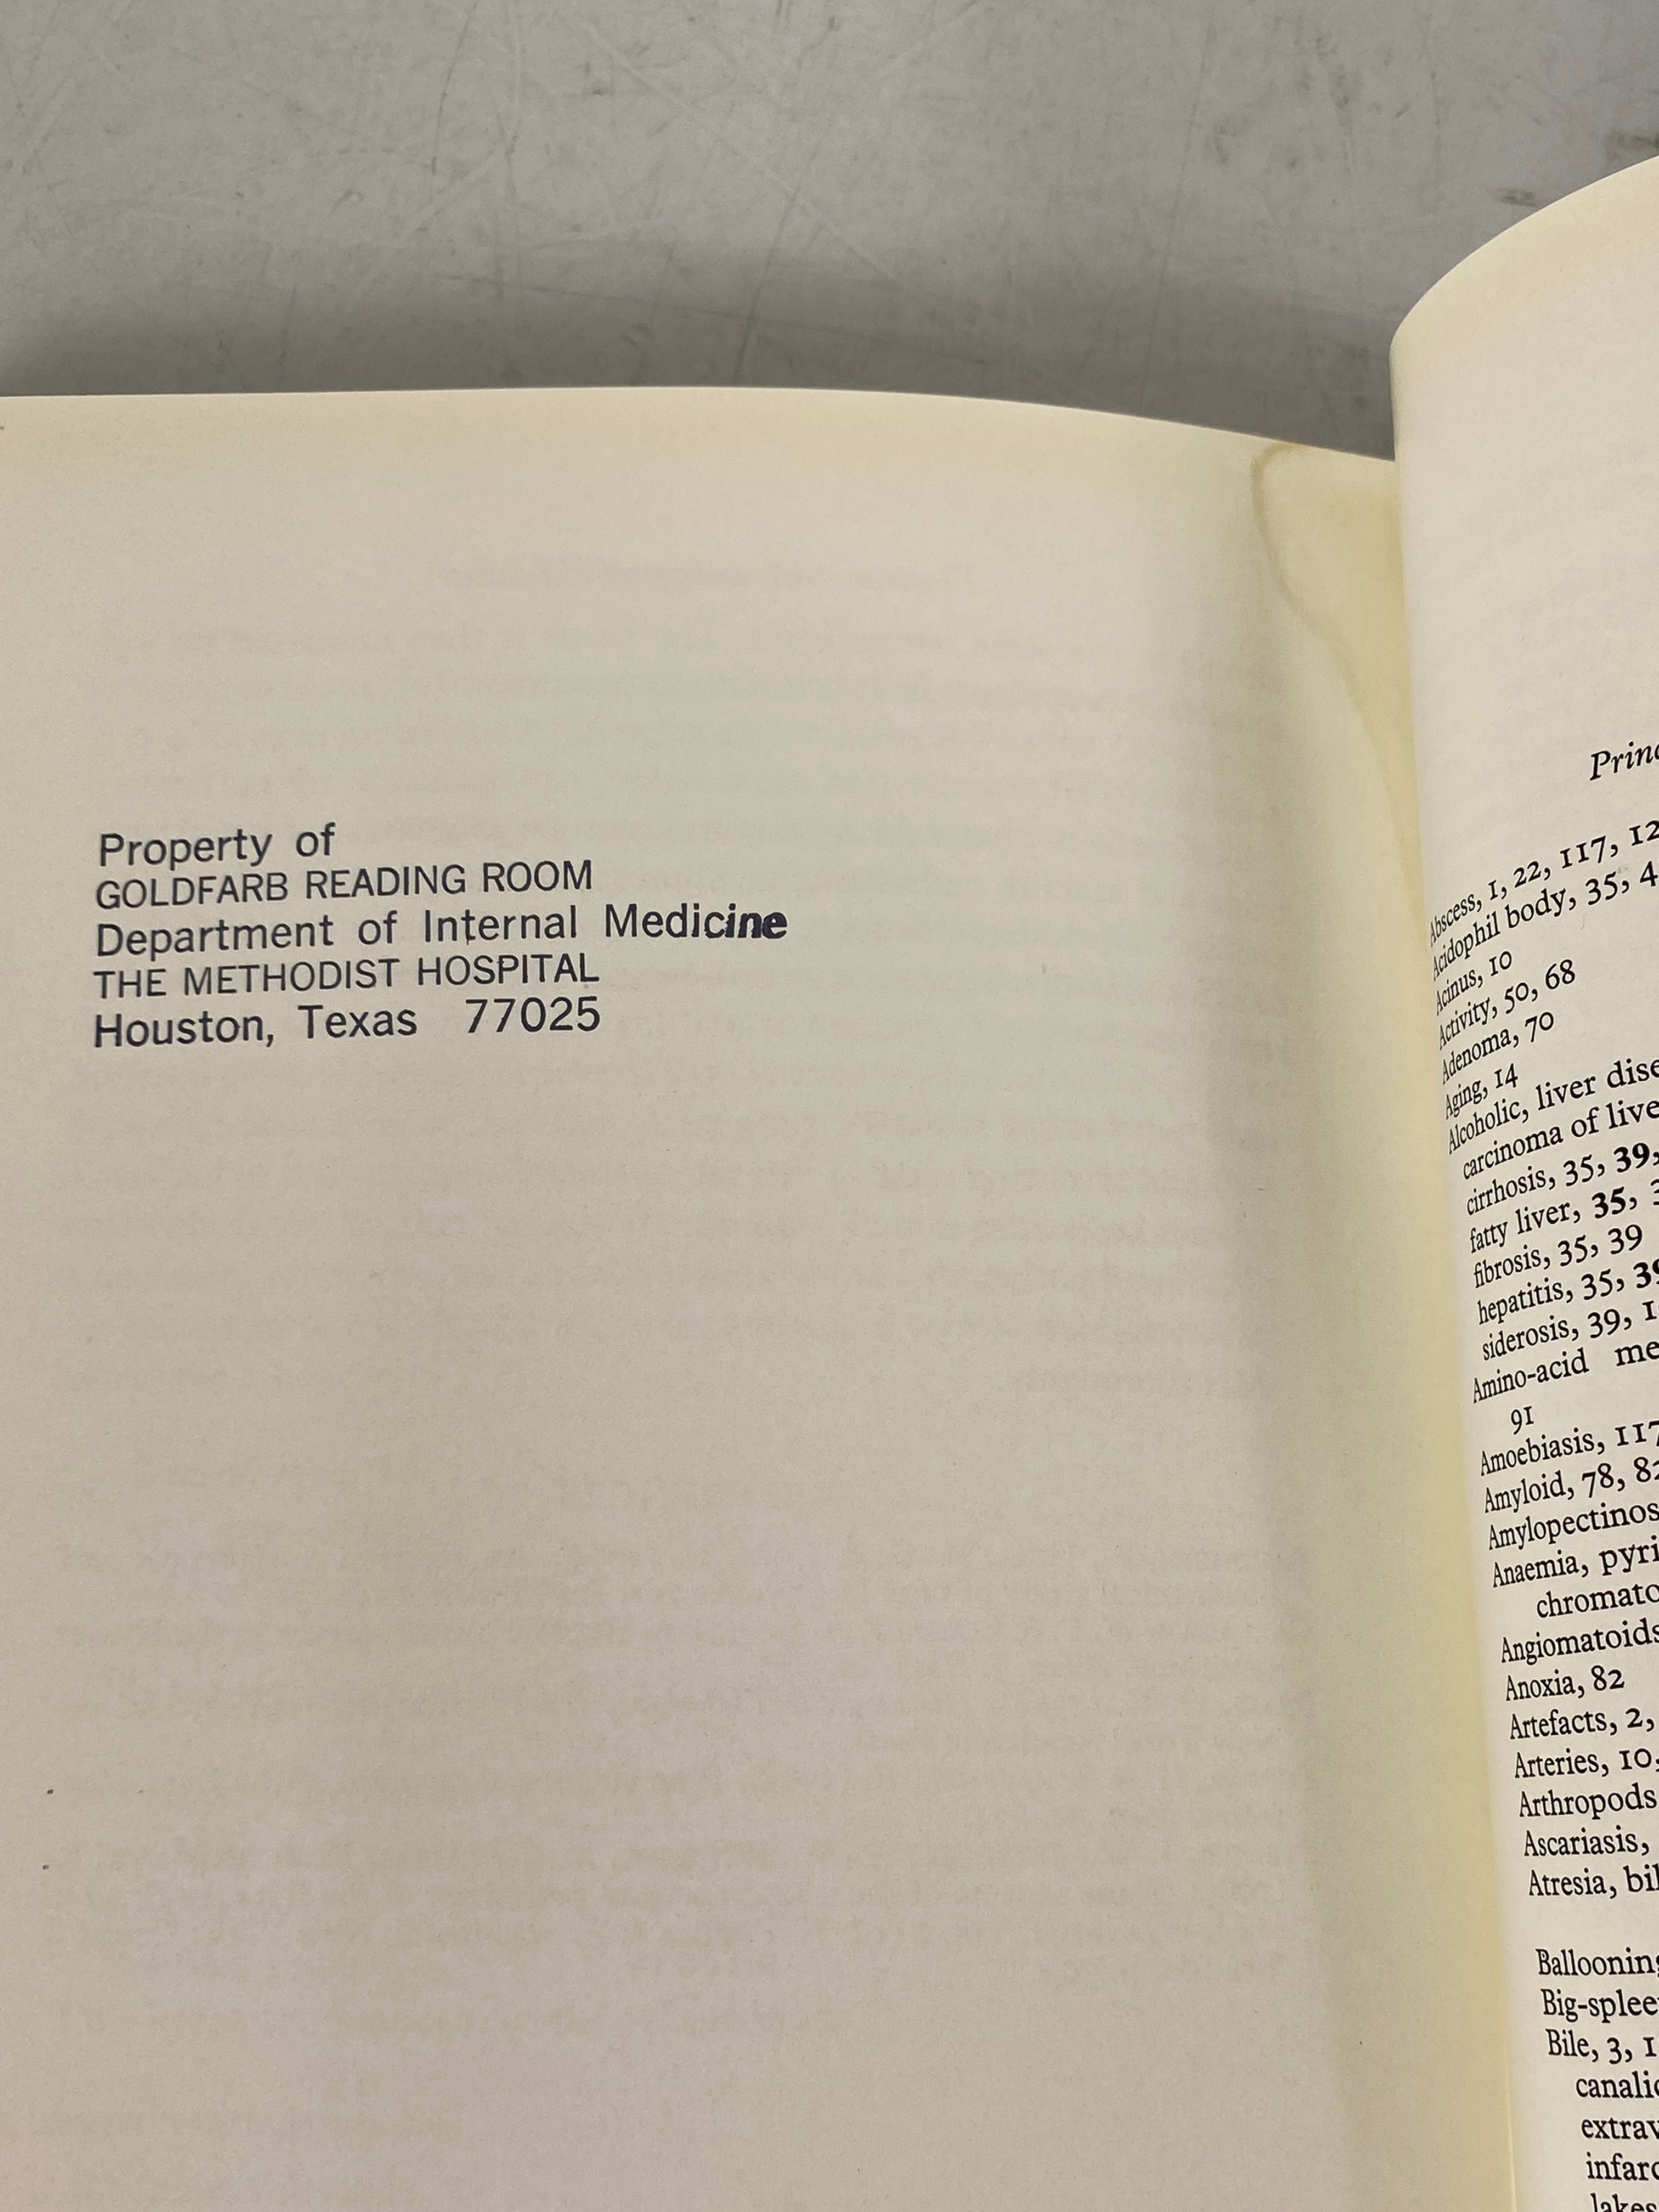 Property of
GOLDFARB READING ROOM
Department of Internal Medicine
THE METHODIST HOSPITAL
Houston, Texas 77025
Abscess, 1, 22, 117,
Acidophil body, 35,
Acinus, 10
Activity, 50, 68
Adenoma, 70
Aging, 14
Alcoholic, liver
carcinoma of
cirrhosis, 35, 39,
fatty liver, 35,
fibrosis, 35, 39
hepatitis, 35,
siderosis, 39,
Amino-acid
91
Amoebiasis,
Amyloid, 78,
Anaemia,
Anoxia, 82
Artefacts, 2,
Arteries, 10,
Arthropods
Ascariasis,
Atresia,
Bile, 3,